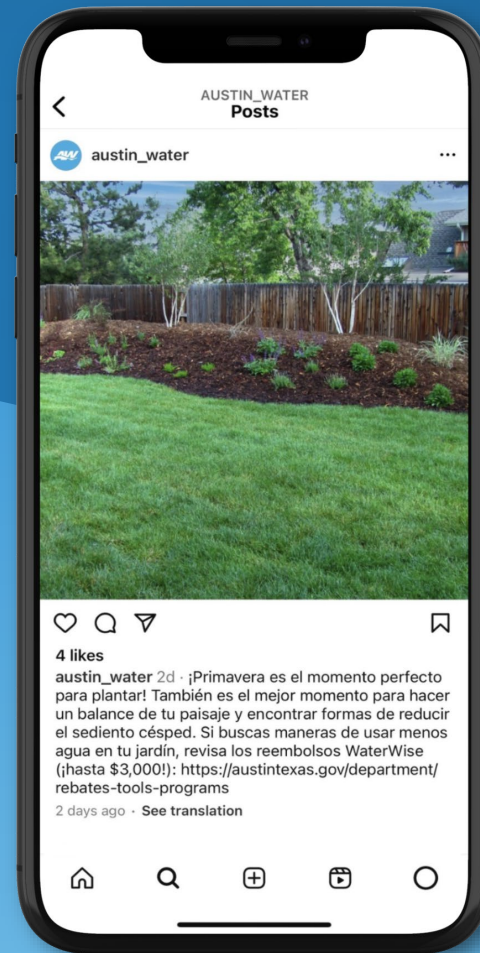 AUSTIN_WATER
Posts
AW austin_water
4 likes
austin_water 2d · ¡Primavera es el momento perfecto
para plantar! También es el mejor momento para hacer
un balance de tu paisaje y encontrar formas de reducir
el sediento césped. Si buscas maneras de usar menos
agua en tu jardín, revisa los reembolsos WaterWise
(¡hasta $3,000!): https://austintexas.gov/department/
rebates-tools-programs
2 days ago · See translation